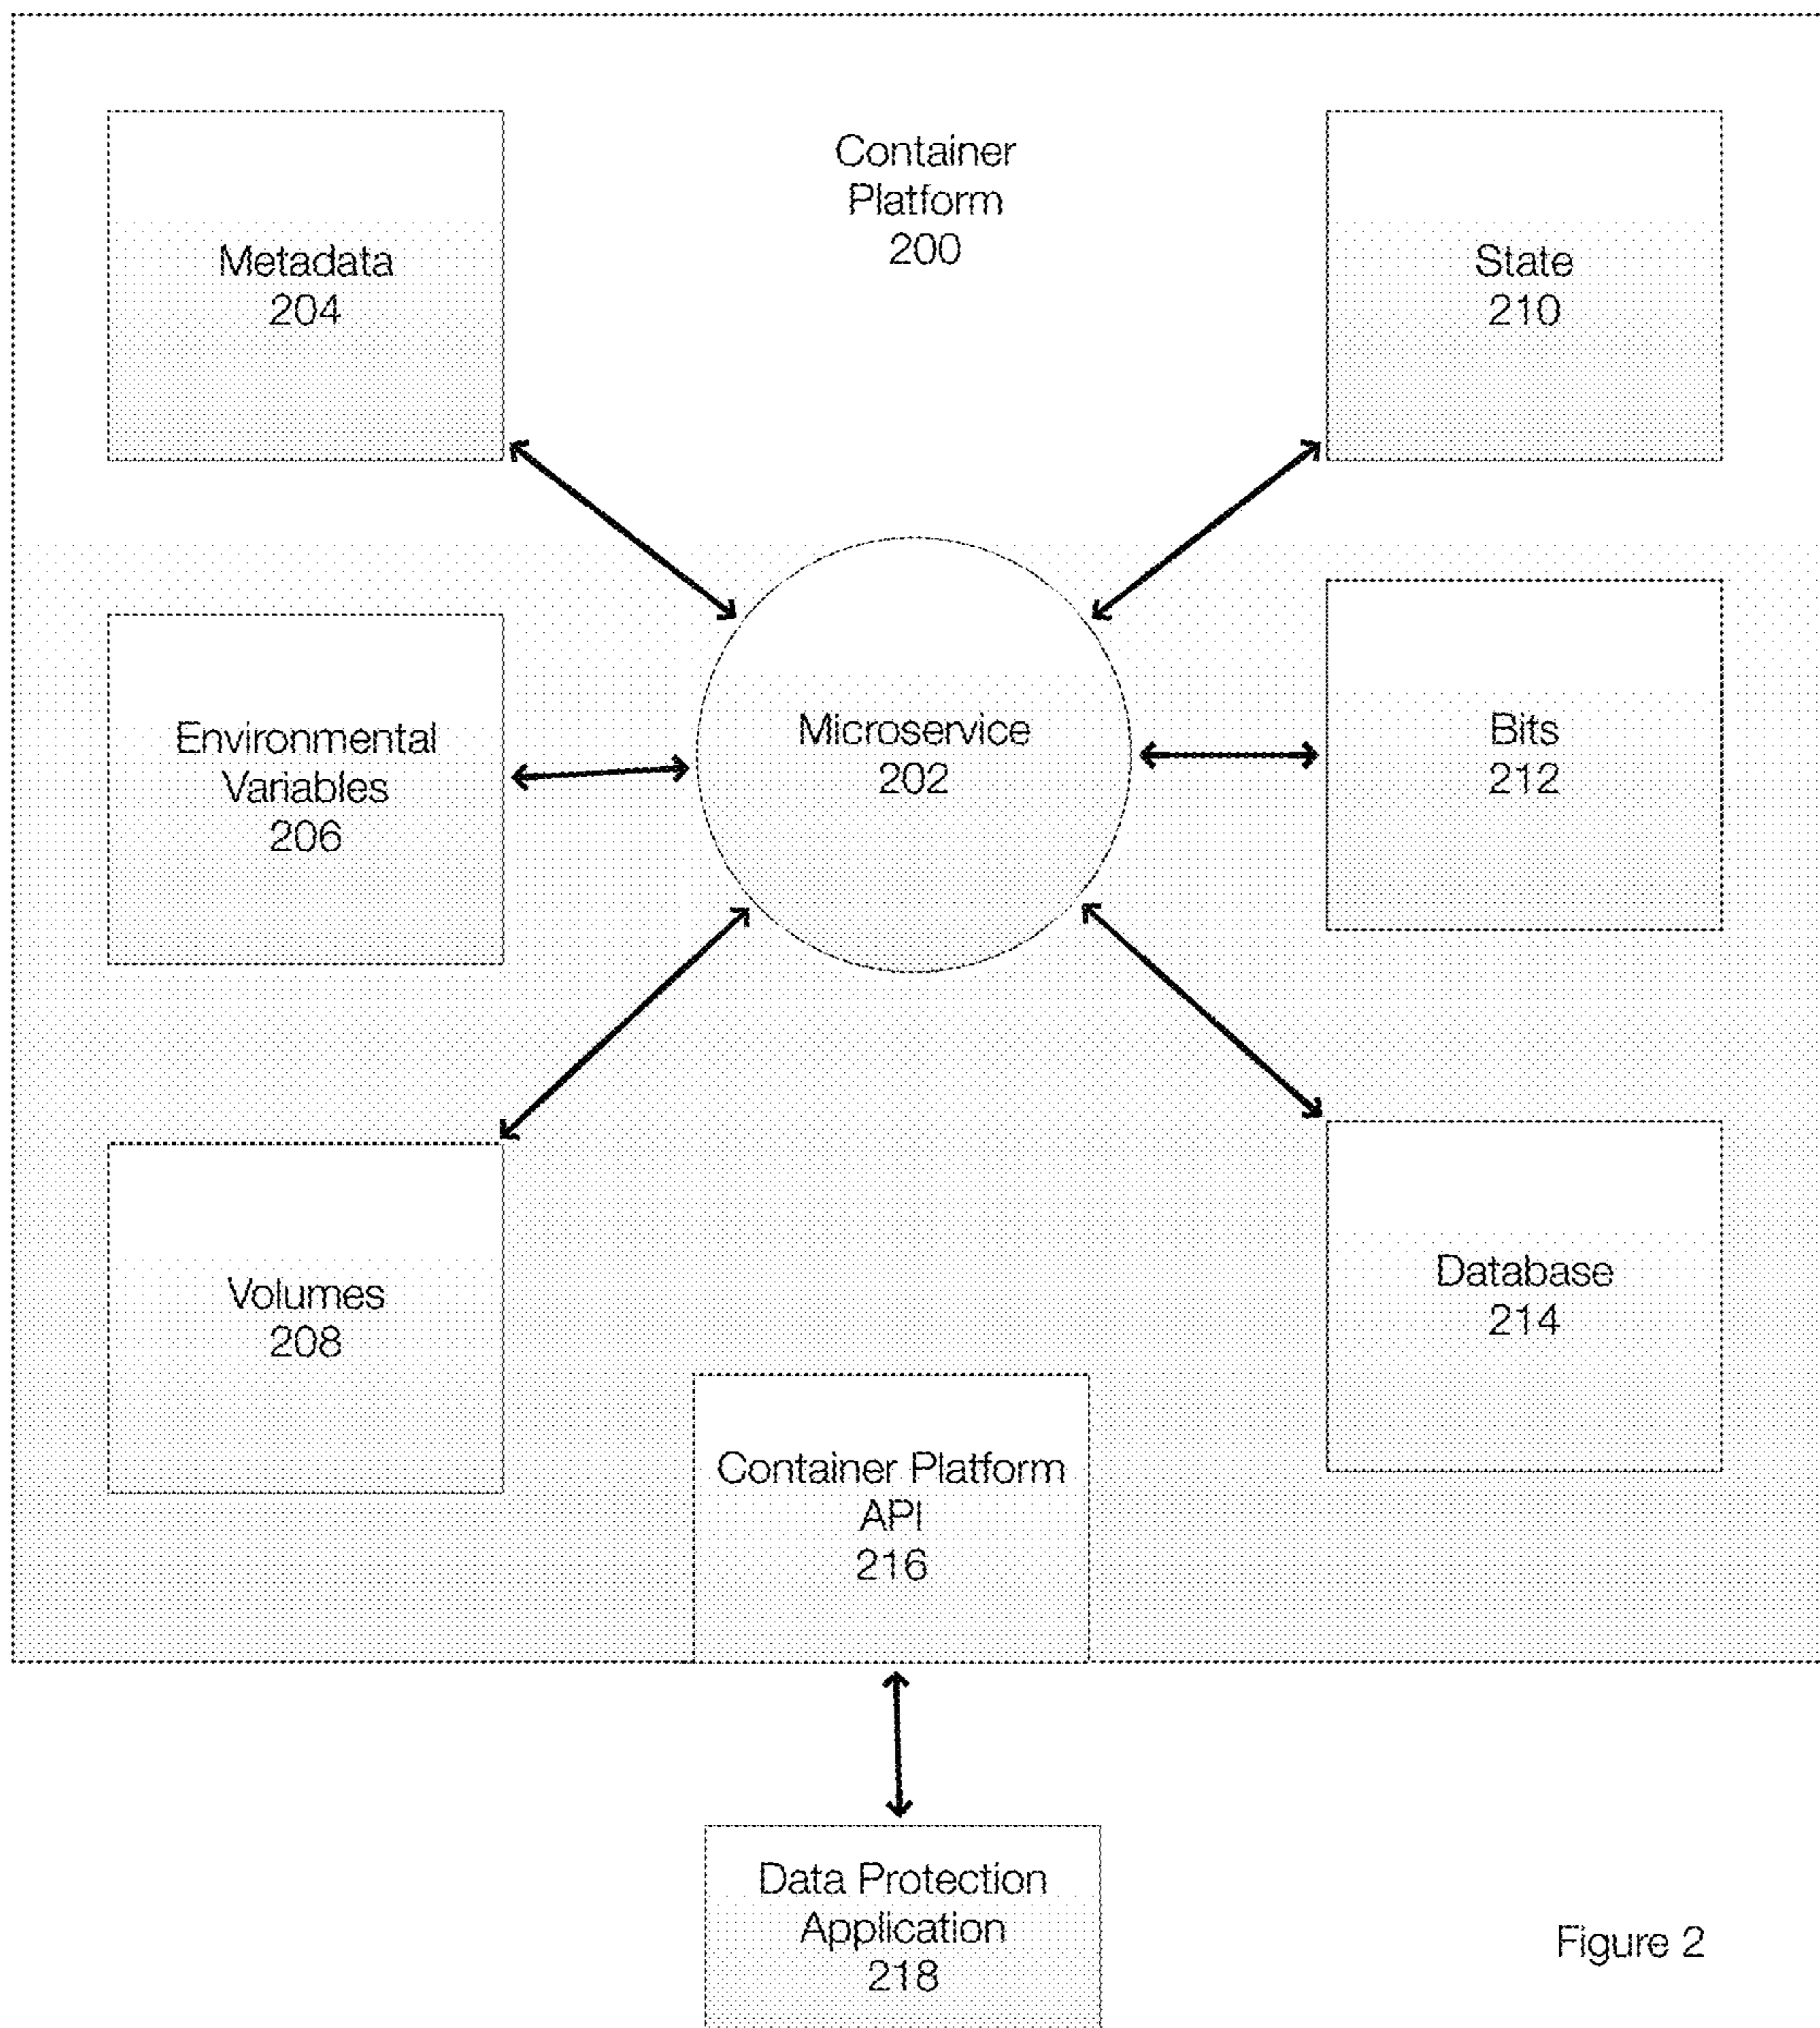 Container
Platform
200
Metadata
204
State
210
Environmental
Variables
206
Microservice
202
Bits
212
Volumes
208
Database
214
Container Platform
API
216
Data Protection
Application
218
Figure 2